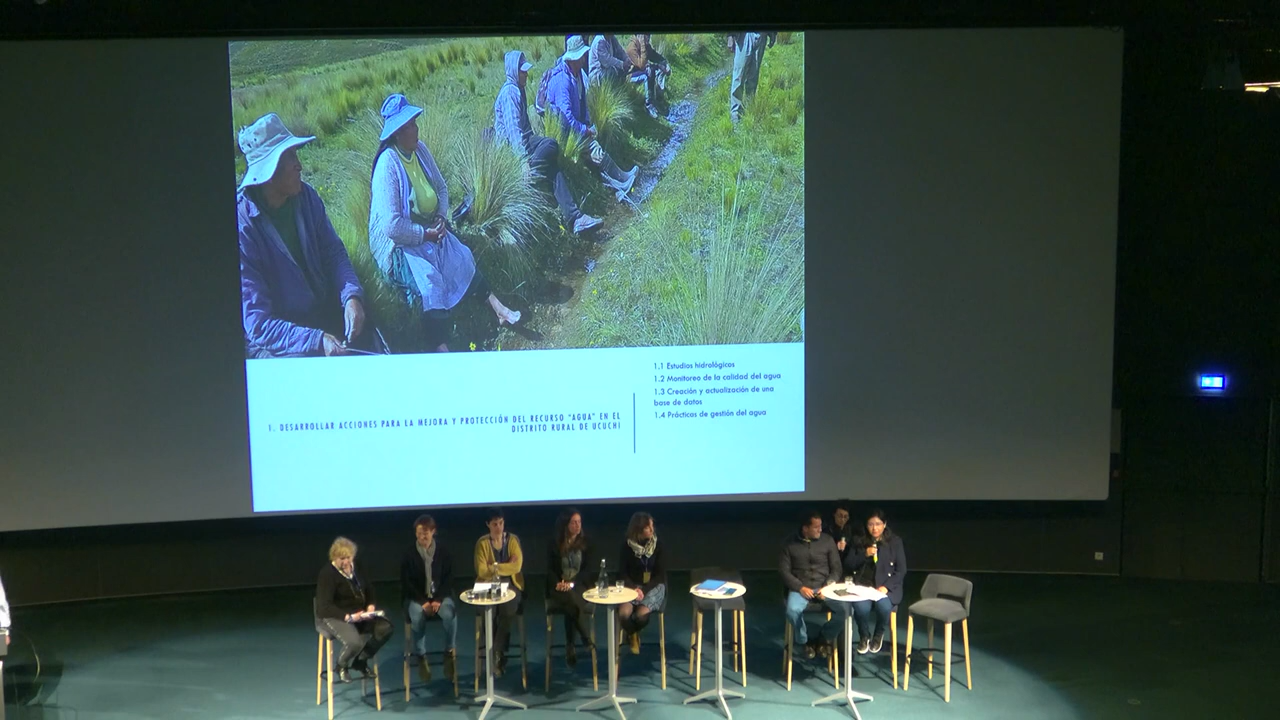 1. DESARROLLAR ACCIONES PARA LA MEJORA Y PROTECCIÓN DEL RECURSO "AGUA" EN EL
DISTRITO RURAL DE UCUCHI
1.1 Estudios hidrológicos
1.2 Monitoreo de la calidad del agua
1.3 Creación y actualización de una
base de datos
1.4 Prácticas de gestión del agua